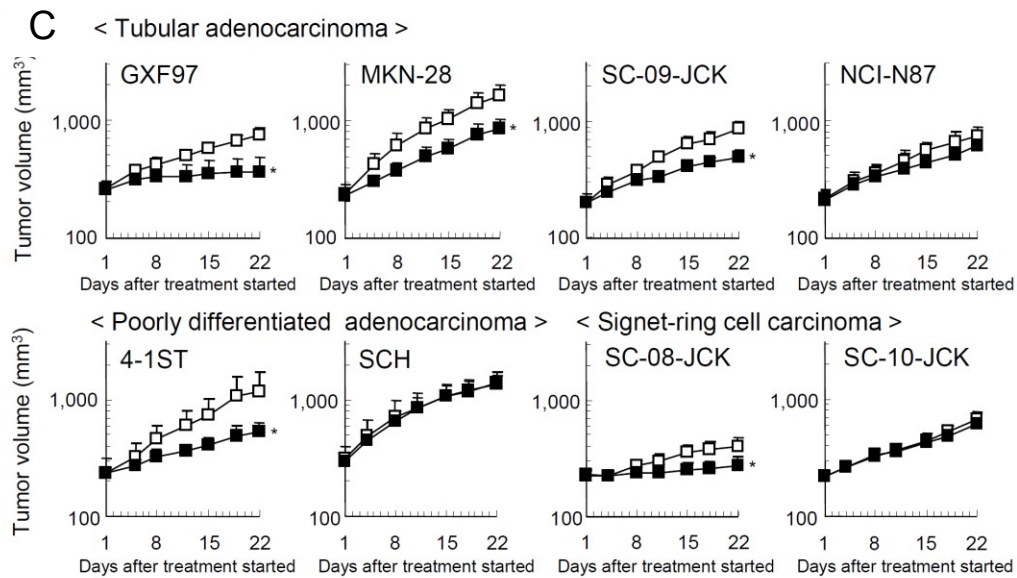 C
< Tubular adenocarcinoma >
GXF97
MKN-28
SC-09-JCK
NCI-N87
Tumor volume (mm3)
1,000
100
1,000
100
1,000
100
1,000
100
1 8 15 22
1 8 15 22
1 8 15 22
1 8 15 22
Days after treatment started
Days after treatment started
Days after treatment started
Days after treatment started
*
*
*
< Poorly differentiated adenocarcinoma >
< Signet-ring cell carcinoma >
4-1ST
SCH
SC-08-JCK
SC-10-JCK
Tumor volume (mm3)
1,000
100
1,000
100
1,000
100
1,000
100
*
*
1 8 15 22
1 8 15 22
1 8 15 22
1 8 15 22
Days after treatment started
Days after treatment started
Days after treatment started
Days after treatment started